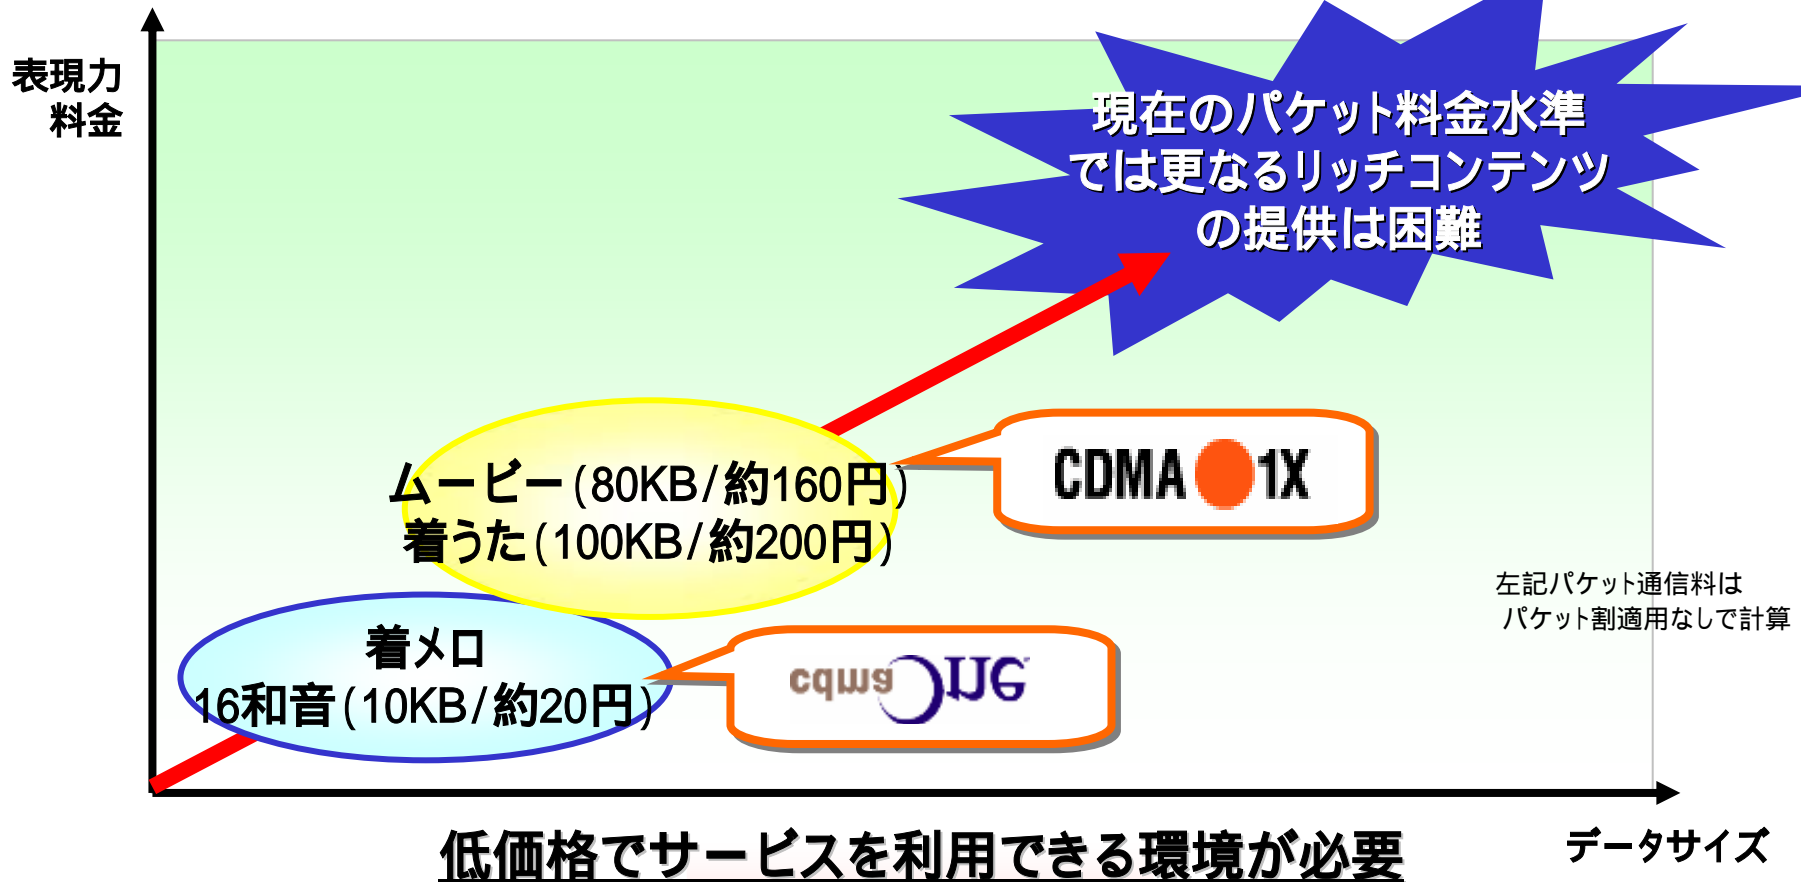 表現力
料金
現在のパケット料金水準
では更なるリッチコンテンツ
の提供は困難
ムービー(80KB/約160円)
着うた(100KB/約200円)
CDMA 1X
左記パケット通信料は
パケット割適用なしで計算
着メロ
16和音(10KB/約20円)
cdmaOne
データサイズ
低価格でサービスを利用できる環境が必要